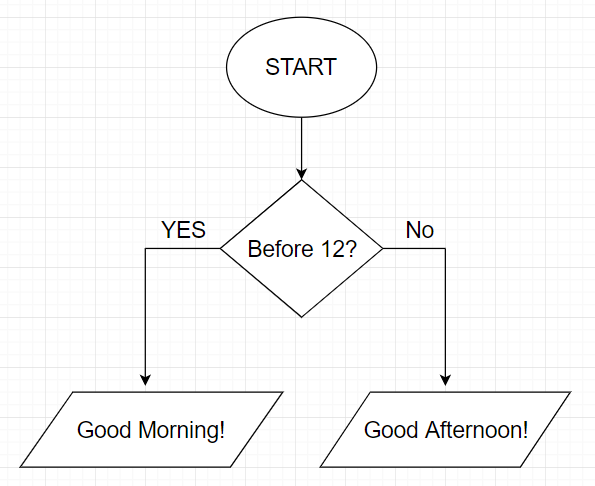 START
YES
No
Before 12?
Good Morning!
Good Afternoon!